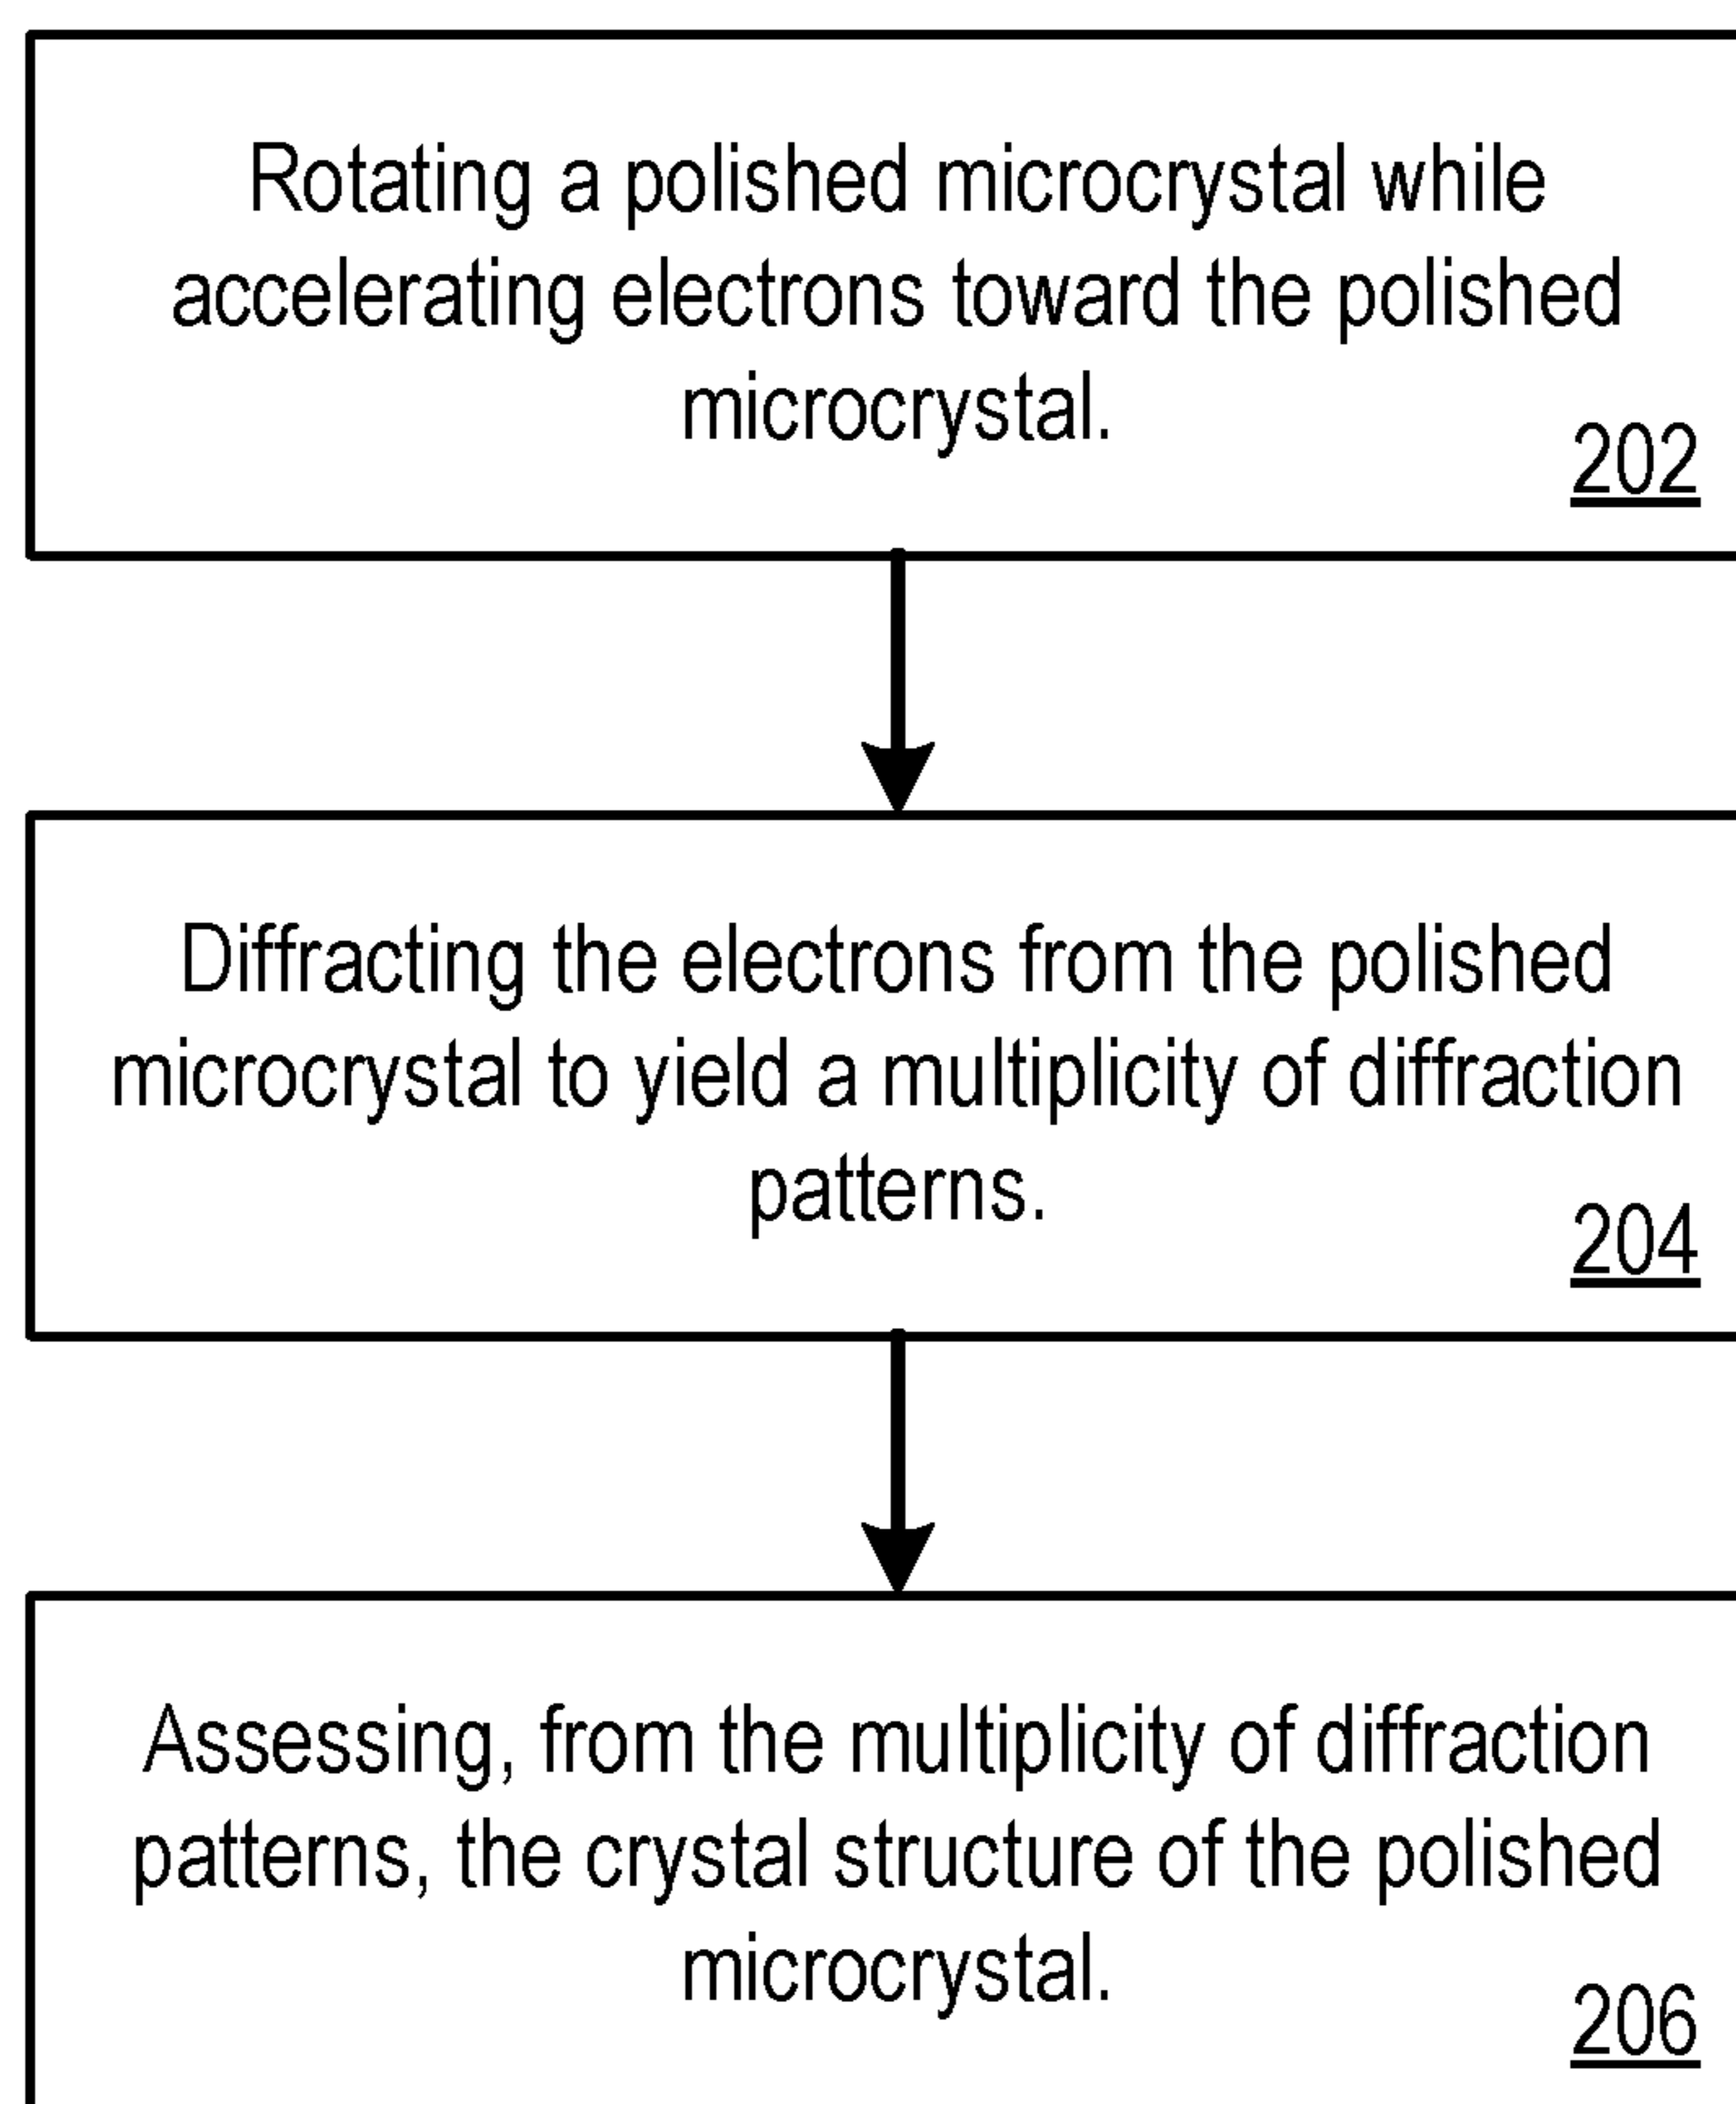 Rotating a polished microcrystal while
accelerating electrons toward the polished
microcrystal.
202
Diffracting the electrons from the polished
microcrystal to yield a multiplicity of diffraction
patterns.
204
Assessing, from the multiplicity of diffraction
patterns, the crystal structure of the polished
microcrystal.
206